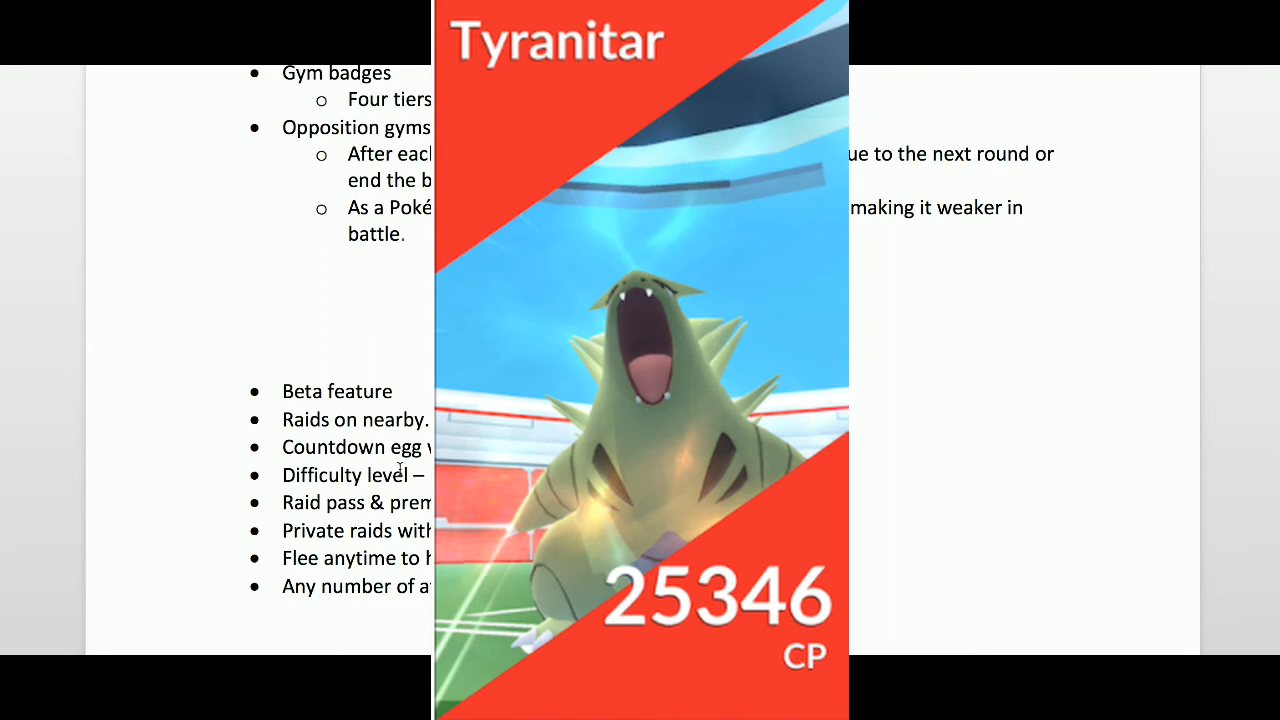 Tyranitar
Gym badges
Four tiers
Opposition gyms
After each
ue to the next round or
end the b
As a Poké
making it weaker in
battle.
Beta feature
Raids on nearby.
Countdown egg
Difficulty level –
Raid pass & prem
Private raids with
Flee anytime to h
Any number of a
25346
CP